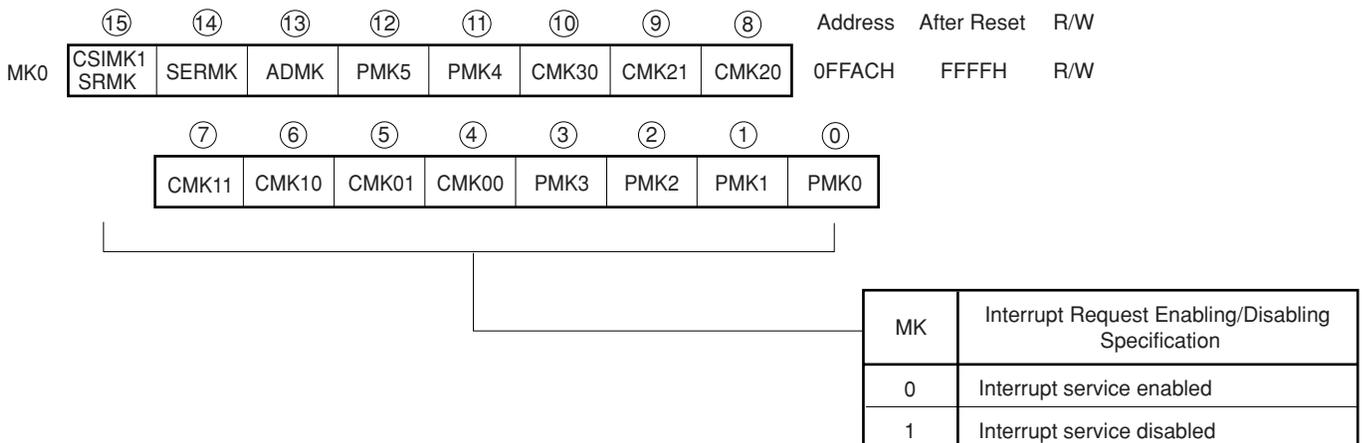 ⑮ ⑭ ⑬ ⑫ ⑪ ⑩ ⑨ ⑧ Address After Reset R/W
MK0 CSIMK1 SRMK SERMK ADMK PMK5 PMK4 CMK30 CMK21 CMK20 0FFACH FFFFH R/W
⑦ ⑥ ⑤ ④ ③ ② ① ⓪
CMK11 CMK10 CMK01 CMK00 PMK3 PMK2 PMK1 PMK0
MK Interrupt Request Enabling/Disabling
Specification
0 Interrupt service enabled
1 Interrupt service disabled